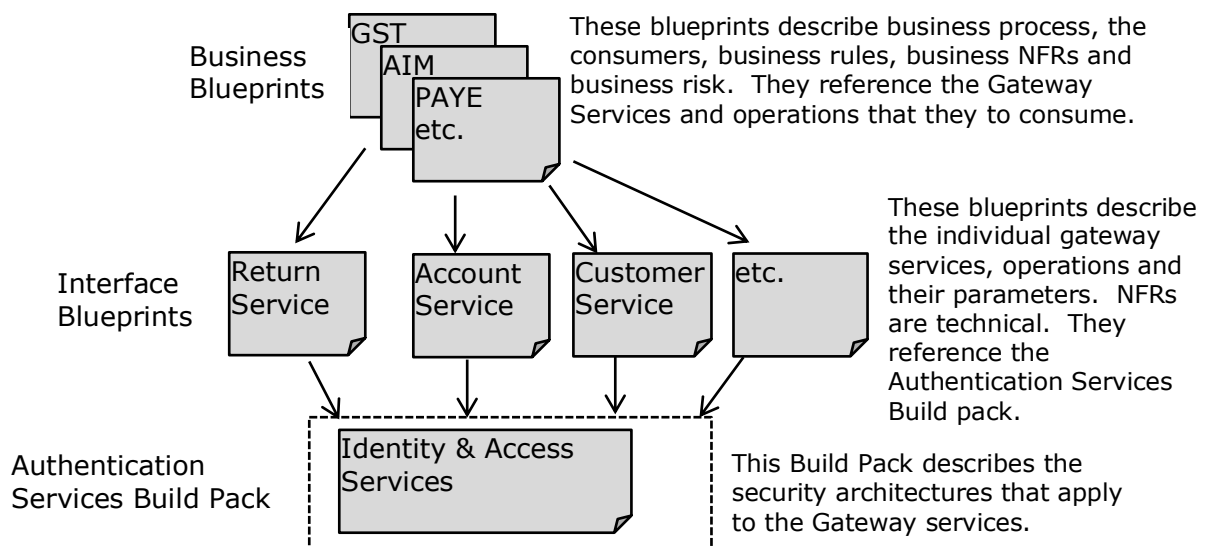 Business
Blueprints
GST
AIM
PAYE
etc.
These blueprints describe business process, the
consumers, business rules, business NFRs and
business risk.  They reference the Gateway
Services and operations that they to consume.
Interface
Blueprints
Return
Service
Account
Service
Customer
Service
etc.
These blueprints describe
the individual gateway
services, operations and
their parameters.  NFRs
are technical.  They
reference the
Authentication Services
Build pack.
Authentication
Services Build Pack
Identity & Access
Services
This Build Pack describes the
security architectures that apply
to the Gateway services.